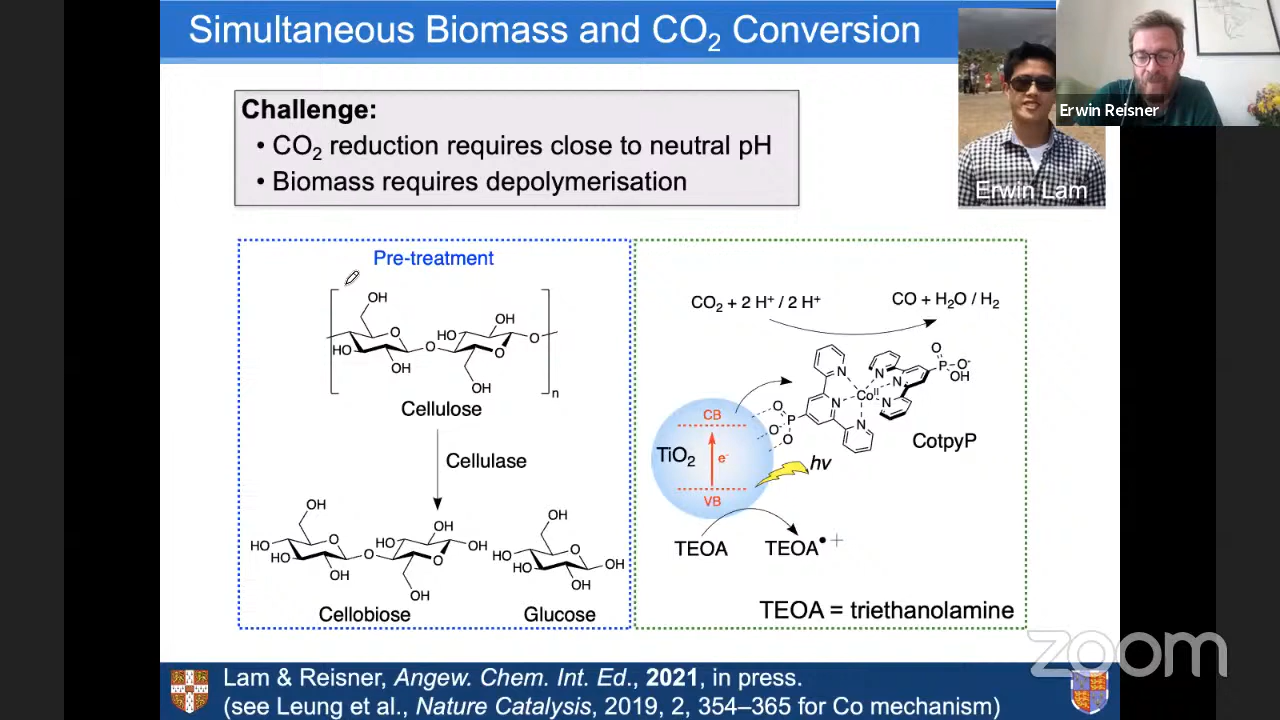 Simultaneous Biomass and CO₂ Conversion
Erwin Reisner
Erwin Lam
Challenge:
• CO₂ reduction requires close to neutral pH
• Biomass requires depolymerisation
Pre-treatment
OH
OH
HO
O
HO
O
O
O
OH
OH
n
Cellulose
Cellulase
OH
OH
HO
O
HO
OH
HO
O
O
OH
OH
Cellobiose
OH
HO
O
HO
OH
OH
Glucose
CO₂ + 2 H⁺ / 2 H⁺
CO + H₂O / H₂
O
P
O⁻
OH
N
N
N
Coᴵᴵ
N
N
N
O
P
O
O
CotpyP
CB
TiO₂
e⁻
VB
hv
TEOA
TEOA•+
TEOA = triethanolamine
zoom
Lam & Reisner, Angew. Chem. Int. Ed., 2021, in press.
(see Leung et al., Nature Catalysis, 2019, 2, 354–365 for Co mechanism)